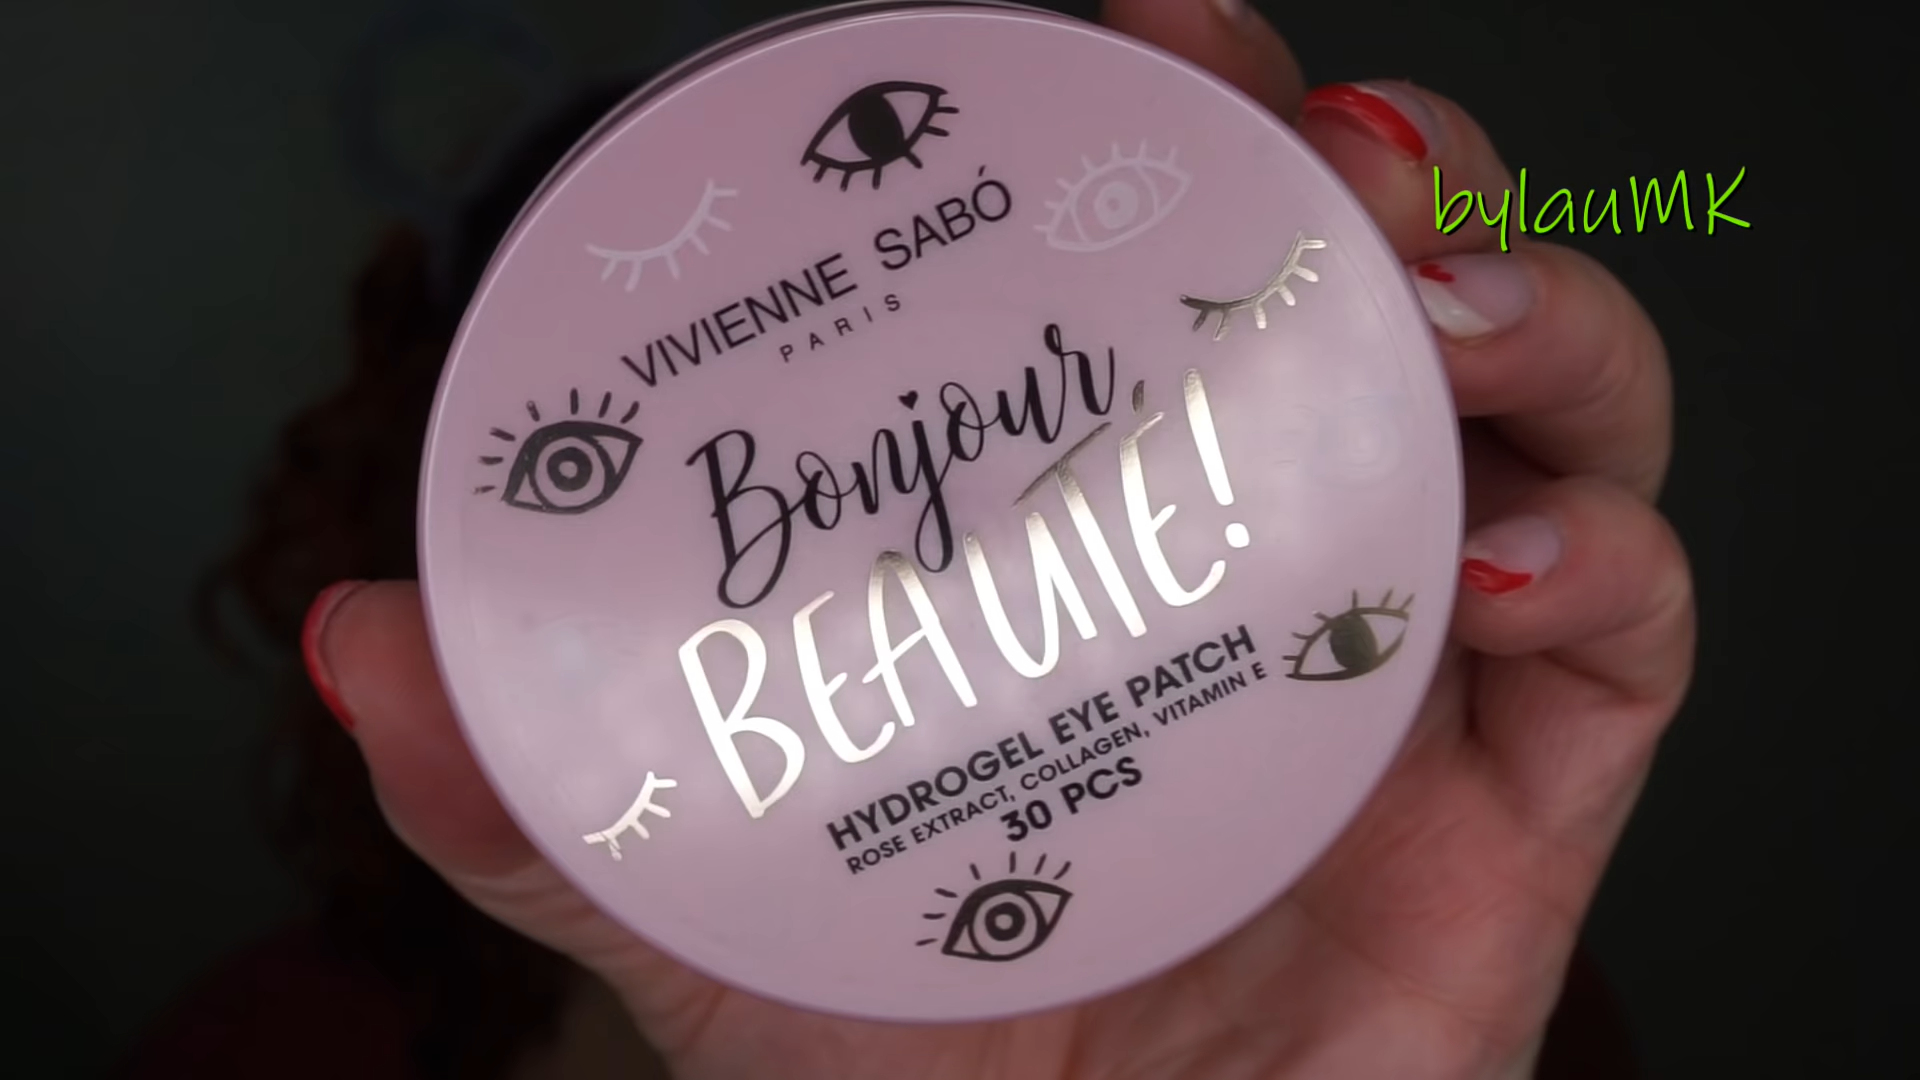 bylauMK
VIVIENNE SABÓ
PARIS
Bonjour,
BEAUTÉ!
HYDROGEL EYE PATCH
ROSE EXTRACT, COLLAGEN, VITAMIN E
30 PCS